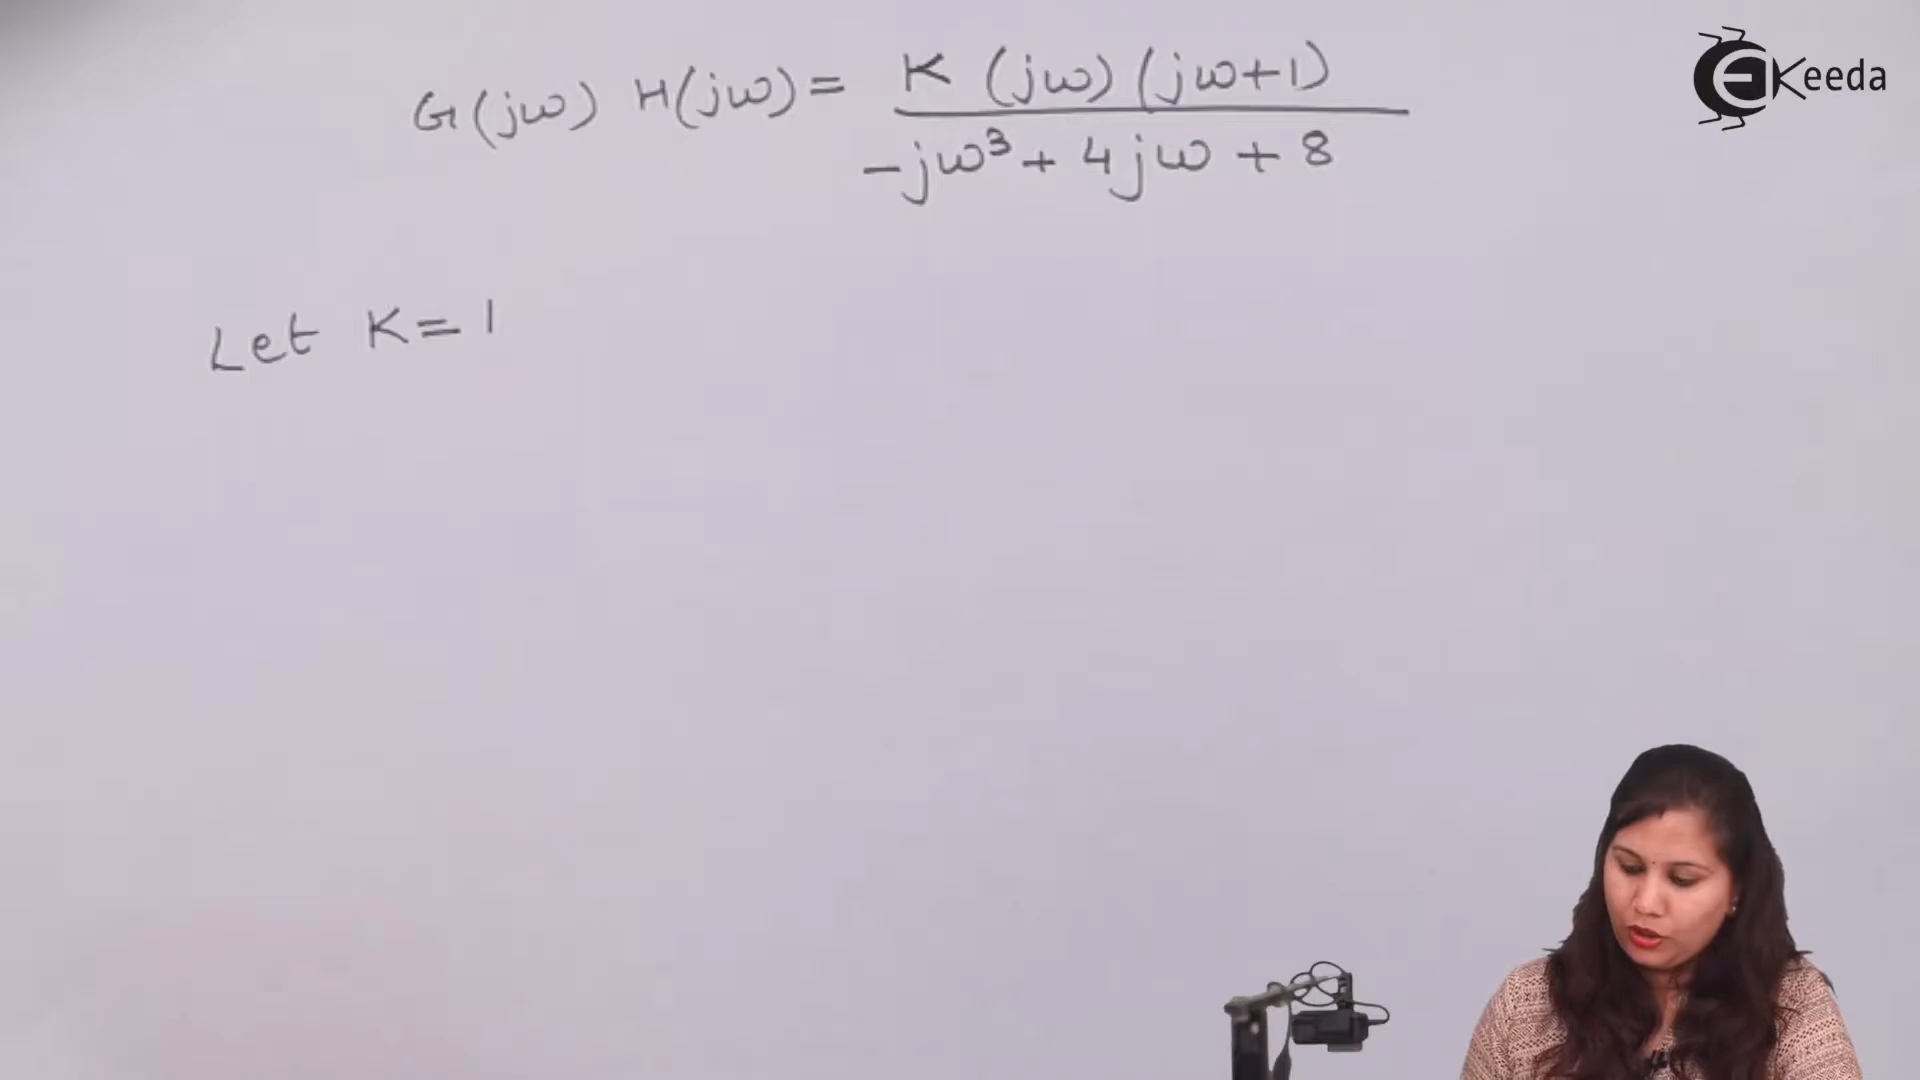 G(jω) H(jω) = K (jω) (jω+1)
-jω³ + 4jω + 8
Let K = 1
Keeda